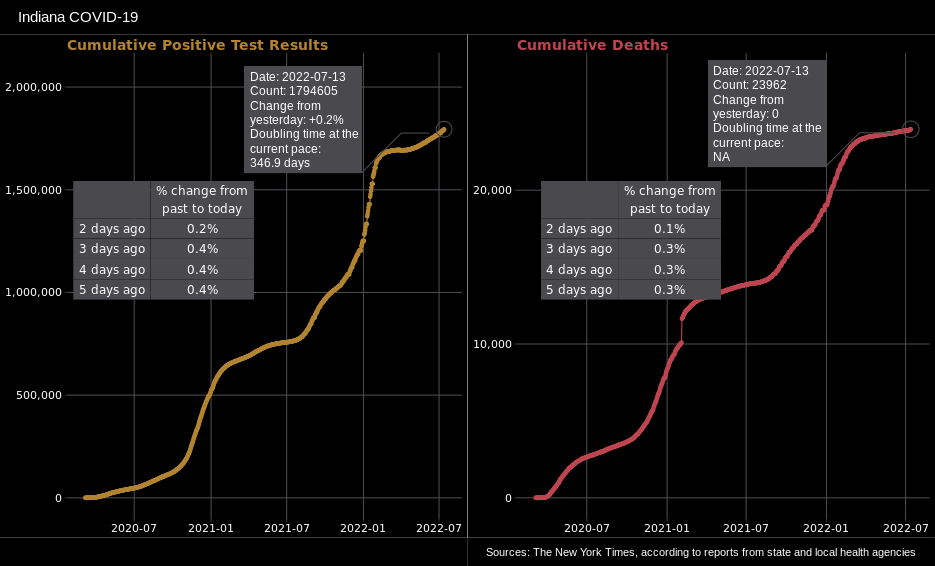 Indiana COVID-19
Cumulative Positive Test Results
2,000,000
1,500,000
1,000,000
500,000
0
Date: 2022-07-13
Count: 1794605
Change from
yesterday: +0.2%
Doubling time at the
current pace:
346.9 days
% change from
past to today
2 days ago 0.2%
3 days ago 0.4%
4 days ago 0.4%
5 days ago 0.4%
2020-07 2021-01 2021-07 2022-01 2022-07
Cumulative Deaths
20,000
10,000
0
Date: 2022-07-13
Count: 23962
Change from
yesterday: 0
Doubling time at the
current pace:
NA
% change from
past to today
2 days ago 0.1%
3 days ago 0.3%
4 days ago 0.3%
5 days ago 0.3%
2020-07 2021-01 2021-07 2022-01 2022-07
Sources: The New York Times, according to reports from state and local health agencies